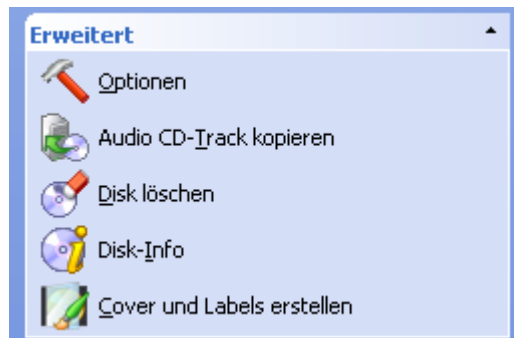 Erweitert
Optionen
Audio CD-Track kopieren
Disk löschen
Disk-Info
Cover und Labels erstellen